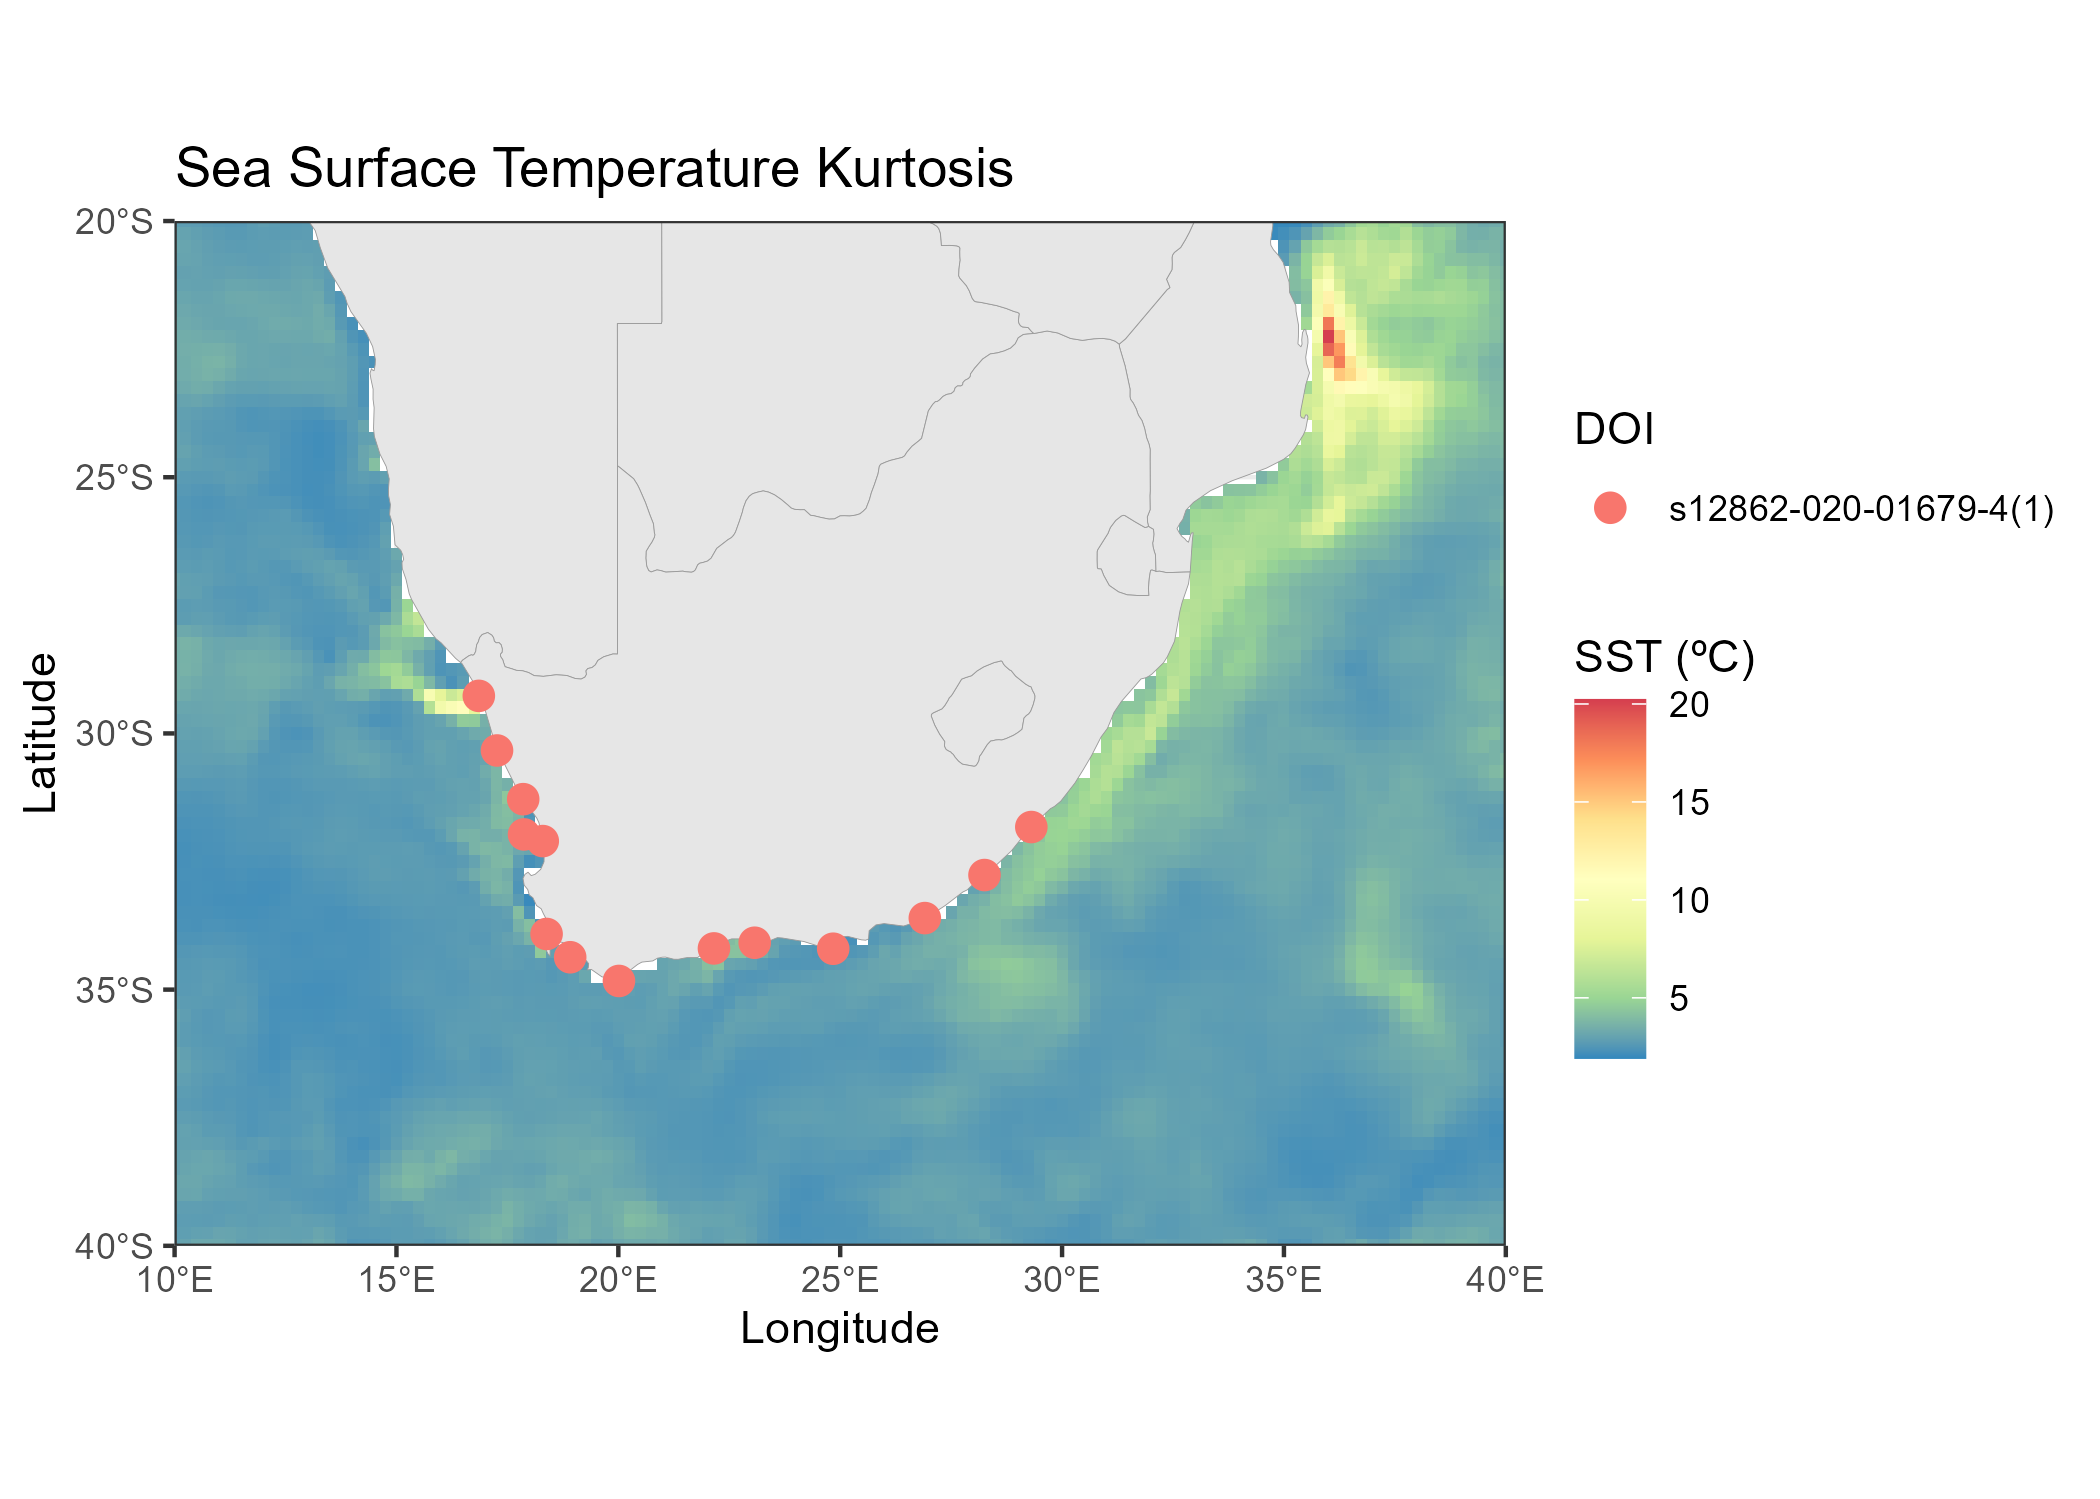 Sea Surface Temperature Kurtosis
20°S
25°S
30°S
35°S
40°S
Latitude
10°E
15°E
20°E
25°E
30°E
35°E
40°E
Longitude
DOI
s12862-020-01679-4(1)
SST (ºC)
20
15
10
5